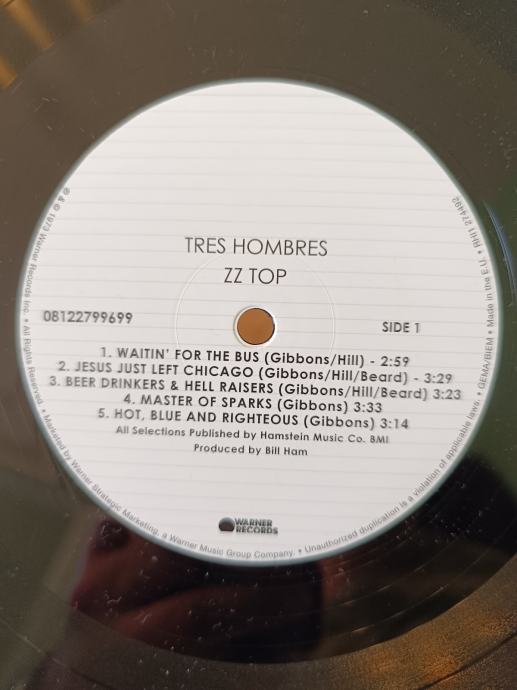 TRES HOMBRES
ZZ TOP
08122799699
SIDE 1
1. WAITIN' FOR THE BUS (Gibbons/Hill) - 2:59
2. JESUS JUST LEFT CHICAGO (Gibbons/Hill/Beard) - 3:29
3. BEER DRINKERS & HELL RAISERS (Gibbons/Hill/Beard) 3:23
4. MASTER OF SPARKS (Gibbons) 3:33
5. HOT, BLUE AND RIGHTEOUS (Gibbons) 3:14
All Selections Published by Hamstein Music Co. BMI
Produced by Bill Ham
WARNER
RECORDS
℗ & © 1973 Warner Records Inc. • All Rights Reserved. • Marketed by Warner Strategic Marketing, a Warner Music Group Company. • Unauthorized duplication is a violation of applicable laws. • GEMA/BIEM • Made in the E.U. • RHI1 274492